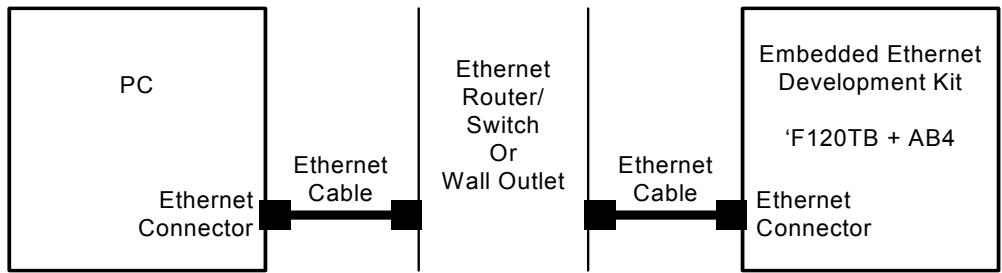 PC
Ethernet
Connector
Ethernet
Cable
Ethernet
Router/
Switch
Or
Wall Outlet
Ethernet
Cable
Embedded Ethernet
Development Kit
‘F120TB + AB4
Ethernet
Connector